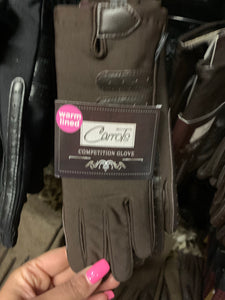 warm
lined
Carrots
COMPETITION GLOVE